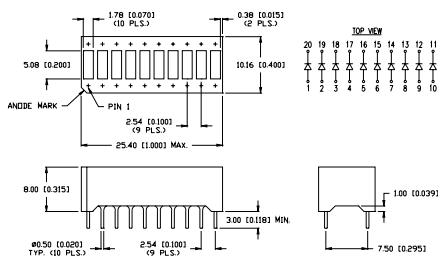 1.78 [0.070]
(10 PLS.)
0.38 [0.015]
(2 PLS.)
TOP VIEW
20 19 18 17 16 15 14 13 12 11
1 2 3 4 5 6 7 8 9 10
5.08 [0.200]
10.16 [0.400]
ANODE MARK
PIN 1
2.54 [0.100]
(9 PLS.)
25.40 [1.000] MAX.
8.00 [0.315]
1.00 [0.039]
3.00 [0.118] MIN.
ø0.50 [0.020]
TYP. (10 PLS.)
2.54 [0.100]
(9 PLS.)
7.50 [0.295]